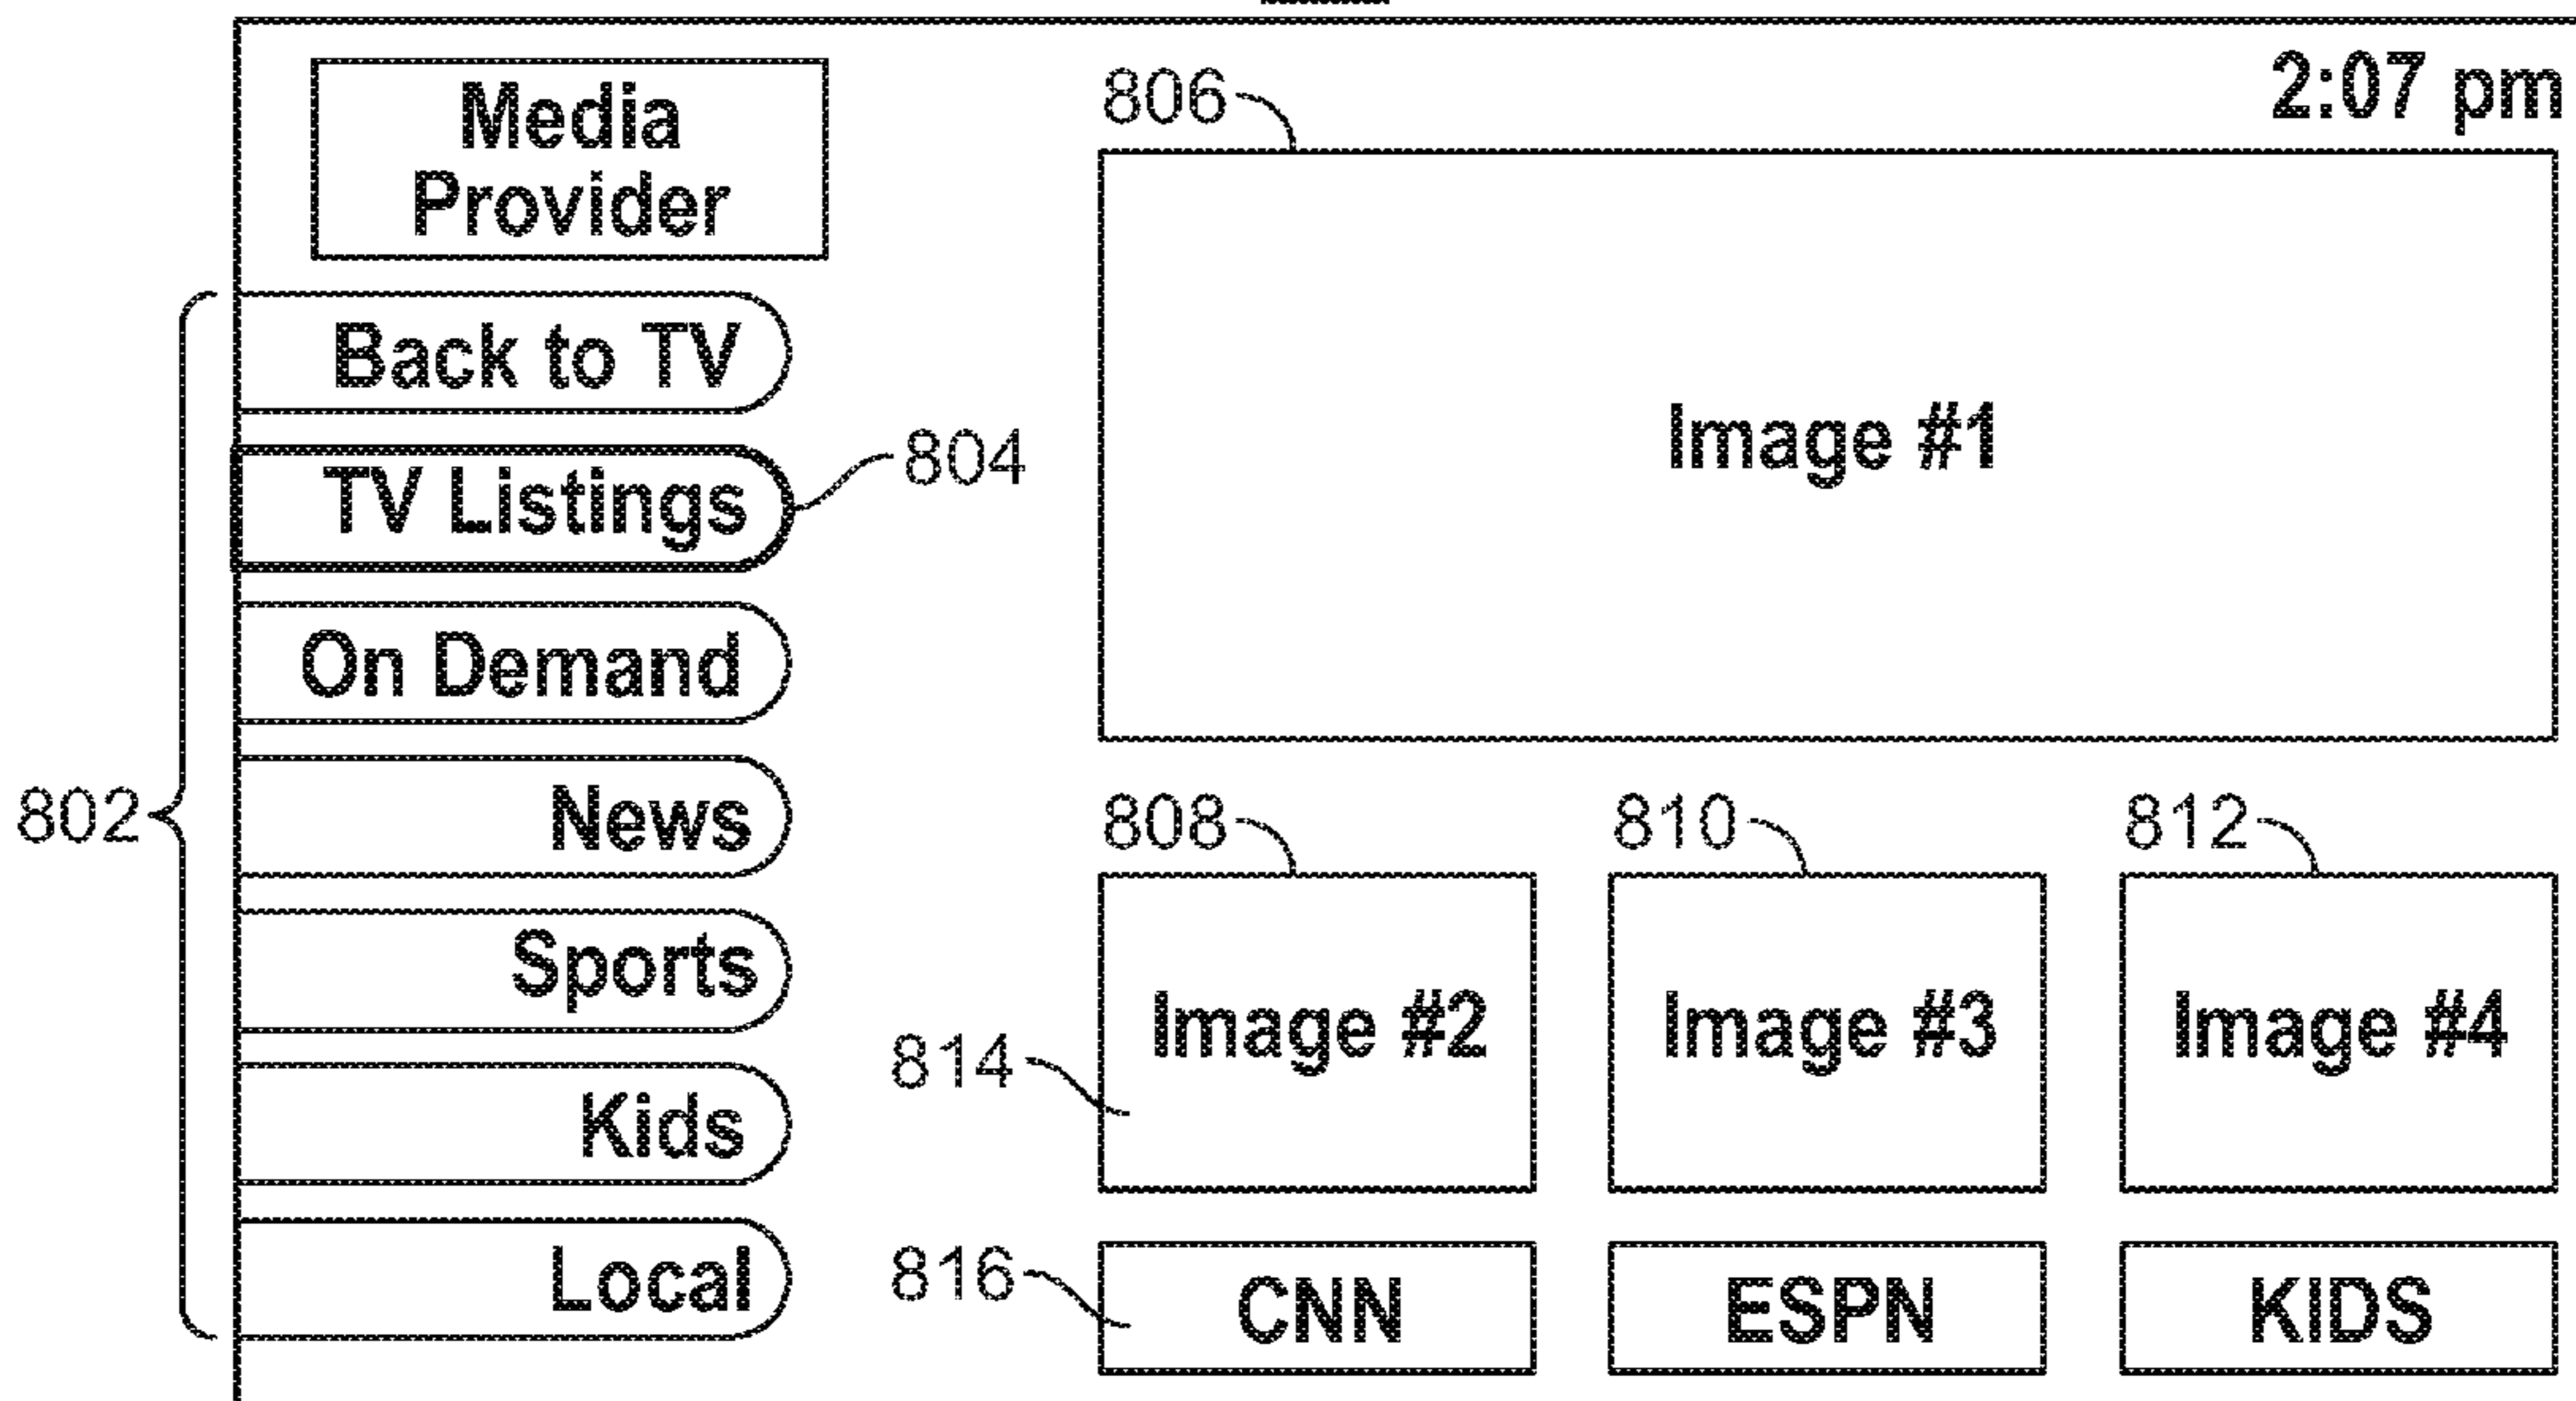 2:07 pm
Media
Provider
806
Back to TV
Image #1
TV Listings
804
On Demand
News
802
808
810
812
Sports
Image #2
Image #3
Image #4
814
Kids
Local
816
CNN
ESPN
KIDS